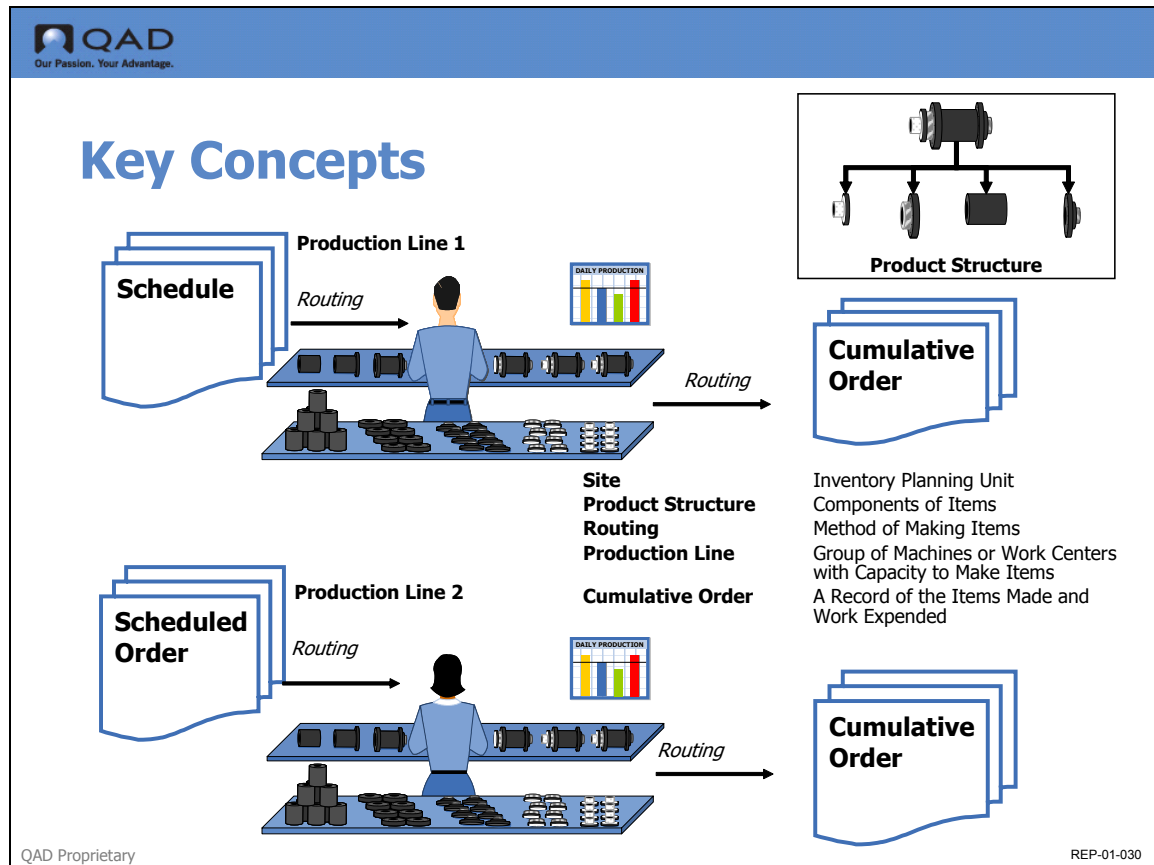 QAD
Our Passion. Your Advantage.
Key Concepts
Product Structure
Production Line 1
Schedule
Routing
DAILY PRODUCTION
Routing
Cumulative
Order
Site Inventory Planning Unit
Product Structure Components of Items
Routing Method of Making Items
Production Line Group of Machines or Work Centers
with Capacity to Make Items
Cumulative Order A Record of the Items Made and
Work Expended
Production Line 2
Scheduled
Order
Routing
DAILY PRODUCTION
Routing
Cumulative
Order
QAD Proprietary
REP-01-030